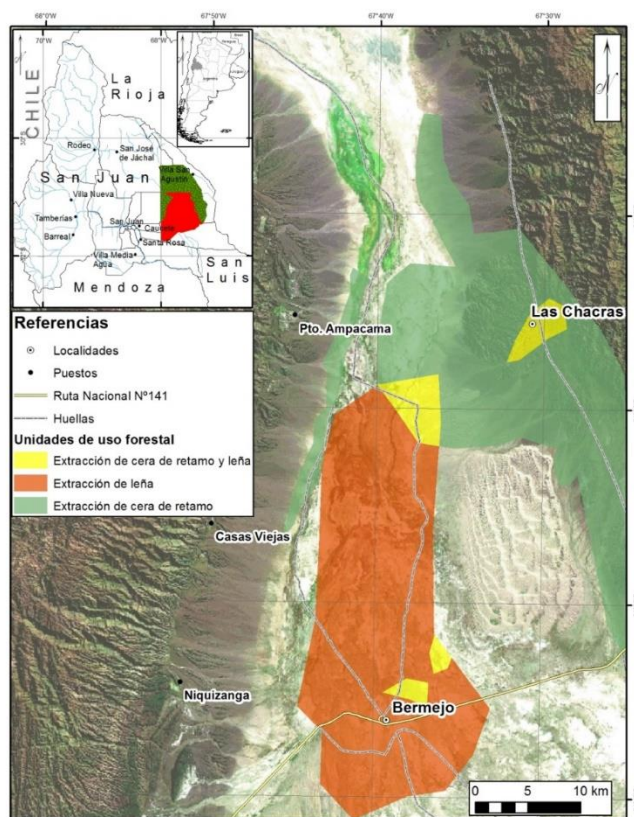 68°0'W
67°50'W
67°40'W
67°30'W
70°W
68°W
CHILE
La
Rioja
Rodeo
San José
de Jáchal
San Juan
Villa San
Agustín
Villa Nueva
Tamberías
San Juan
Caucete
Barreal
Santa Rosa
Villa Media
Agua
San
Luis
Mendoza
Argentina
N
Las Chacras
Pto. Ampacama
Referencias
Localidades
Puestos
Ruta Nacional Nº141
Huellas
Unidades de uso forestal
Extracción de cera de retamo y leña
Extracción de leña
Extracción de cera de retamo
Casas Viejas
Niquizanga
Bermejo
0 5 10 km